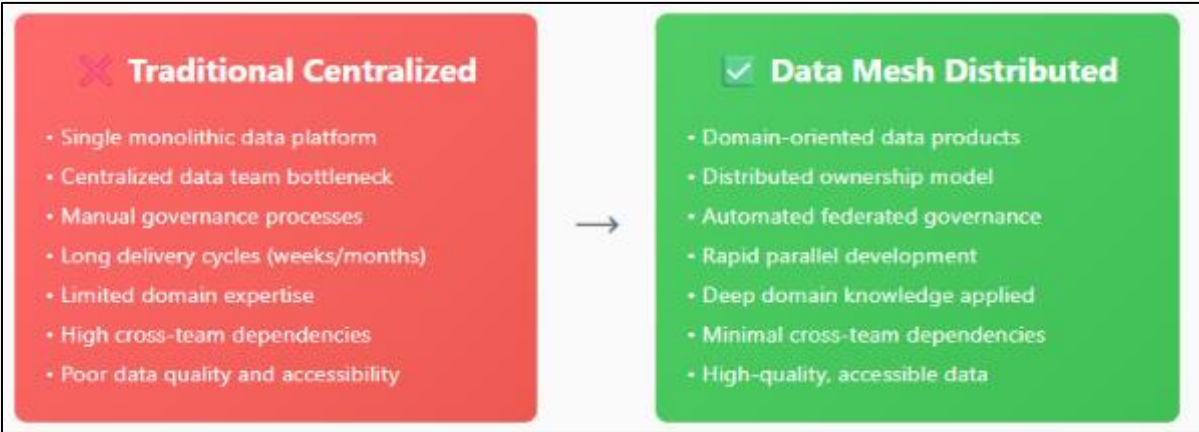 Traditional Centralized
• Single monolithic data platform
• Centralized data team bottleneck
• Manual governance processes
• Long delivery cycles (weeks/months)
• Limited domain expertise
• High cross-team dependencies
• Poor data quality and accessibility
→
Data Mesh Distributed
• Domain-oriented data products
• Distributed ownership model
• Automated federated governance
• Rapid parallel development
• Deep domain knowledge applied
• Minimal cross-team dependencies
• High-quality, accessible data